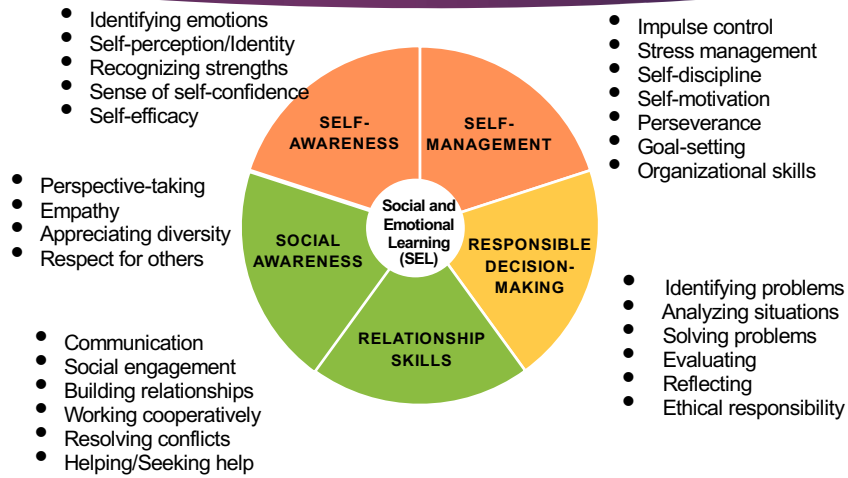 • Identifying emotions
• Self-perception/Identity
• Recognizing strengths
• Sense of self-confidence
• Self-efficacy
• Impulse control
• Stress management
• Self-discipline
• Self-motivation
• Perseverance
• Goal-setting
• Organizational skills
SELF-
AWARENESS
SELF-
MANAGEMENT
• Perspective-taking
• Empathy
• Appreciating diversity
• Respect for others
SOCIAL
AWARENESS
Social and
Emotional
Learning
(SEL)
RESPONSIBLE
DECISION-
MAKING
• Identifying problems
• Analyzing situations
• Solving problems
• Evaluating
• Reflecting
• Ethical responsibility
RELATIONSHIP
SKILLS
• Communication
• Social engagement
• Building relationships
• Working cooperatively
• Resolving conflicts
• Helping/Seeking help